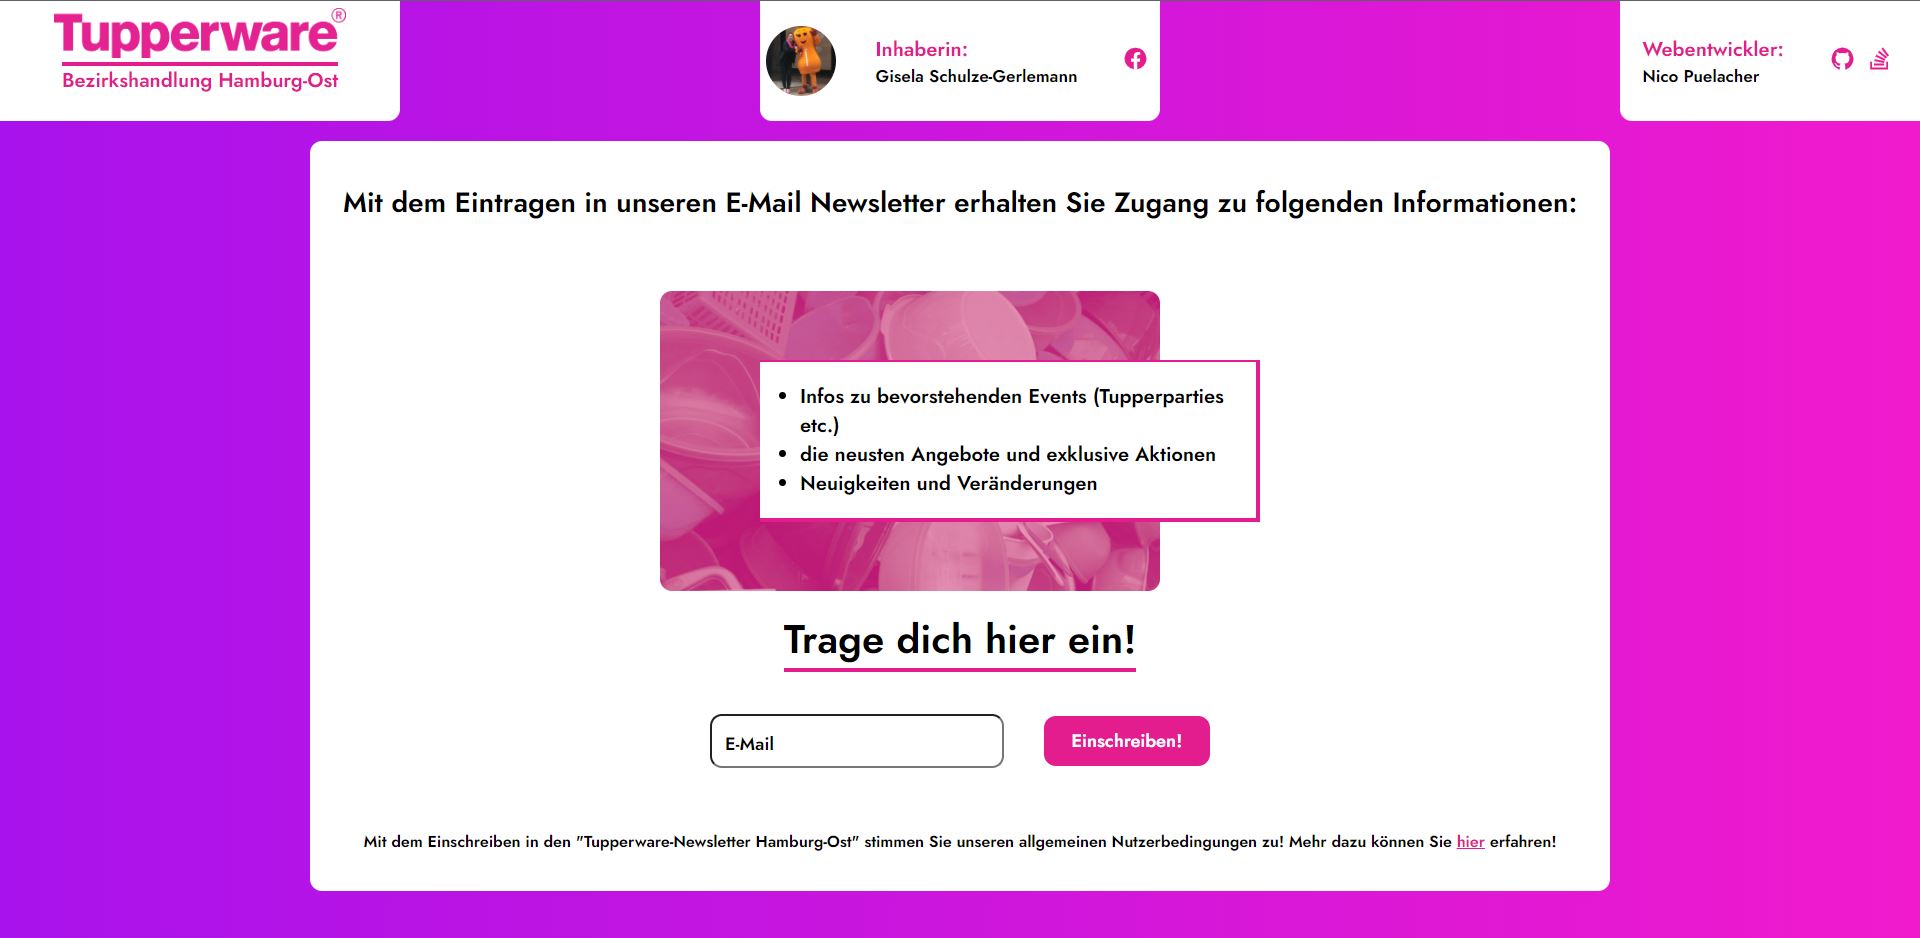 Tupperware®
Bezirkshandlung Hamburg-Ost
Inhaberin:
Gisela Schulze-Gerlemann
Webentwickler:
Nico Puelacher
Mit dem Eintragen in unseren E-Mail Newsletter erhalten Sie Zugang zu folgenden Informationen:
• Infos zu bevorstehenden Events (Tupperparties
etc.)
• die neusten Angebote und exklusive Aktionen
• Neuigkeiten und Veränderungen
Trage dich hier ein!
E-Mail
Einschreiben!
Mit dem Einschreiben in den "Tupperware-Newsletter Hamburg-Ost" stimmen Sie unseren allgemeinen Nutzerbedingungen zu! Mehr dazu können Sie hier erfahren!